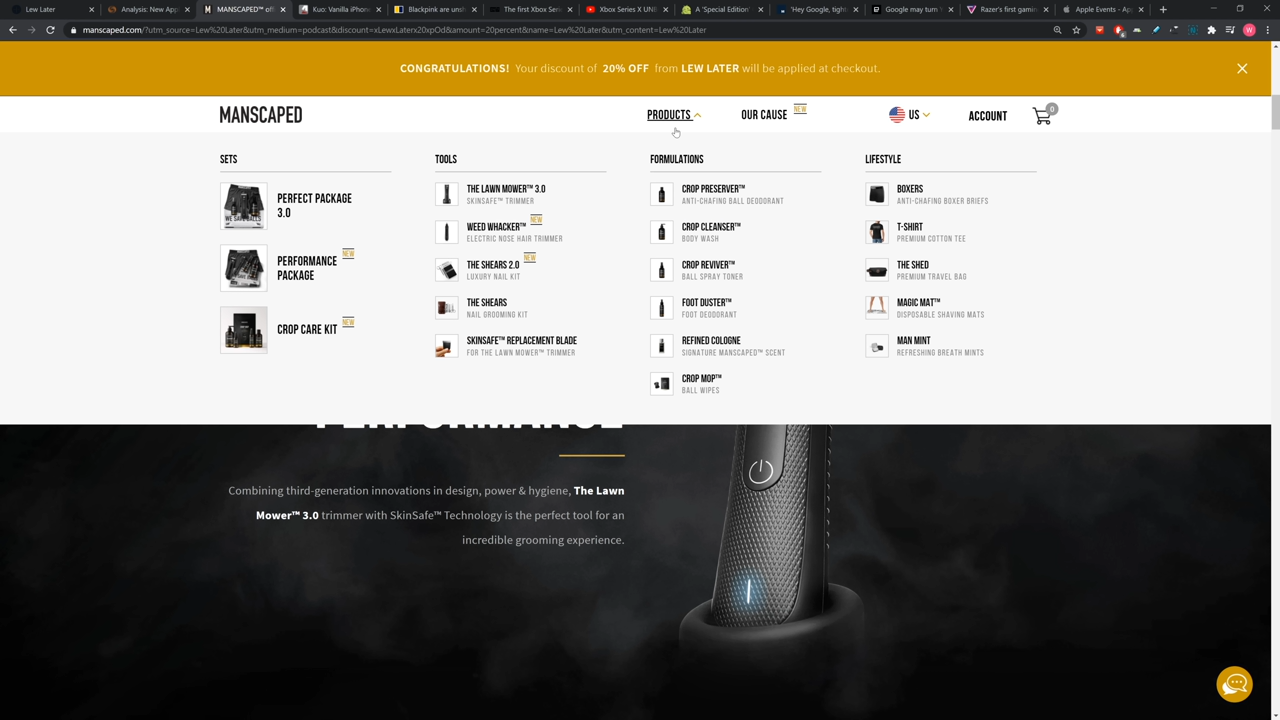 Lew Later
Analysis: New App
MANSCAPED™ off
Kuo: Vanilla iPhone
Blackpink are unst
The first Xbox Seri
Xbox Series X UNB
A 'Special Edition'
'Hey Google, tight
Google may turn
Razer's first gamin
Apple Events - Ap
manscaped.com/?utm_source=Lew%20Later&utm_medium=podcast&discount=xLewxLaterx20xpOd&amount=20percent&name=Lew%20Later&utm_content=Lew%20Later
CONGRATULATIONS! Your discount of 20% OFF from LEW LATER will be applied at checkout.
MANSCAPED
PRODUCTS
OUR CAUSE NEW
US
ACCOUNT
0
SETS
PERFECT PACKAGE
3.0
PERFORMANCE NEW
PACKAGE
CROP CARE KIT NEW
TOOLS
THE LAWN MOWER™ 3.0
SKINSAFE™ TRIMMER
WEED WHACKER™ NEW
ELECTRIC NOSE HAIR TRIMMER
THE SHEARS 2.0 NEW
LUXURY NAIL KIT
THE SHEARS
NAIL GROOMING KIT
SKINSAFE™ REPLACEMENT BLADE
FOR THE LAWN MOWER™ TRIMMER
FORMULATIONS
CROP PRESERVER™
ANTI-CHAFING BALL DEODORANT
CROP CLEANSER™
BODY WASH
CROP REVIVER™
BALL SPRAY TONER
FOOT DUSTER™
FOOT DEODORANT
REFINED COLOGNE
SIGNATURE MANSCAPED™ SCENT
CROP MOP™
BALL WIPES
LIFESTYLE
BOXERS
ANTI-CHAFING BOXER BRIEFS
T-SHIRT
PREMIUM COTTON TEE
THE SHED
PREMIUM TRAVEL BAG
MAGIC MAT™
DISPOSABLE SHAVING MATS
MAN MINT
REFRESHING BREATH MINTS
PERFORMANCE
Combining third-generation innovations in design, power & hygiene, The Lawn
Mower™ 3.0 trimmer with SkinSafe™ Technology is the perfect tool for an
incredible grooming experience.